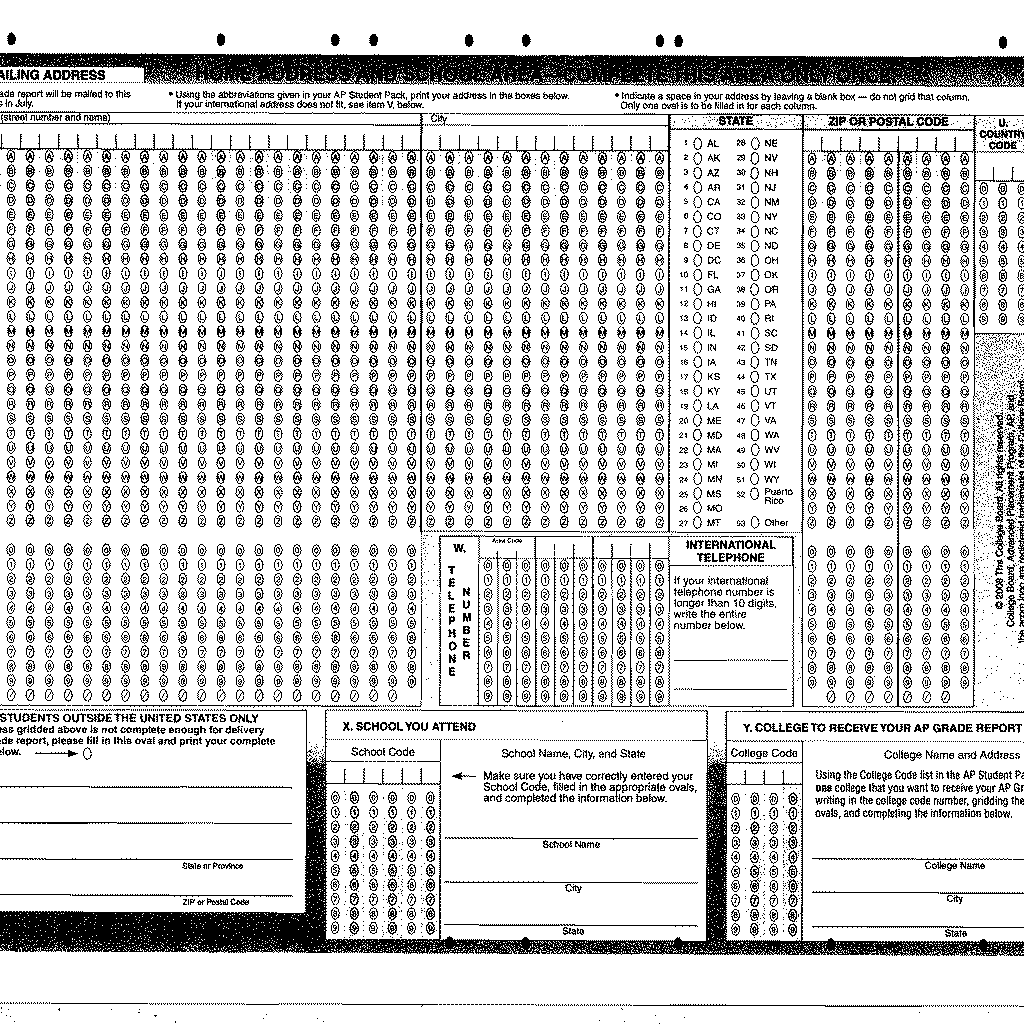 AILING ADDRESS
HOME ADDRESS AND SCHOOL AREA — COMPLETE THIS AREA ONLY ONCE.
ade report will be mailed to this
s in July.
• Using the abbreviations given in your AP Student Pack, print your address in the boxes below.
If your international address does not fit, see item V, below.
• Indicate a space in your address by leaving a blank box — do not grid that column.
Only one oval is to be filled in for each column.
(street number and name)
City
STATE
ZIP OR POSTAL CODE
U.
COUNTRY
CODE
1 AL 28 NE
2 AK 29 NV
3 AZ 30 NH
4 AR 31 NJ
5 CA 32 NM
6 CO 33 NY
7 CT 34 NC
8 DE 35 ND
9 DC 36 OH
10 FL 37 OK
11 GA 38 OR
12 HI 39 PA
13 ID 40 RI
14 IL 41 SC
15 IN 42 SD
16 IA 43 TN
17 KS 44 TX
18 KY 45 UT
19 LA 46 VT
20 ME 47 VA
21 MD 48 WA
22 MA 49 WV
23 MI 50 WI
24 MN 51 WY
25 MS 52 Puerto Rico
26 MO
27 MT 53 Other
W.
TELEPHONE NUMBER
Area Code
INTERNATIONAL
TELEPHONE
If your international
telephone number is
longer than 10 digits,
write the entire
number below.
© 2008 The College Board. All rights reserved.
College Board, Advanced Placement Program, AP, and
the acorn logo are registered trademarks of the College Board.
STUDENTS OUTSIDE THE UNITED STATES ONLY
ess gridded above is not complete enough for delivery
ade report, please fill in this oval and print your complete
elow.
State or Province
ZIP or Postal Code
X. SCHOOL YOU ATTEND
School Code
School Name, City, and State
Make sure you have correctly entered your
School Code, filled in the appropriate ovals,
and completed the information below.
School Name
City
State
Y. COLLEGE TO RECEIVE YOUR AP GRADE REPORT
College Code
College Name and Address
Using the College Code list in the AP Student Pa
one college that you want to receive your AP Gr
writing in the college code number, gridding the
ovals, and completing the information below.
College Name
City
State